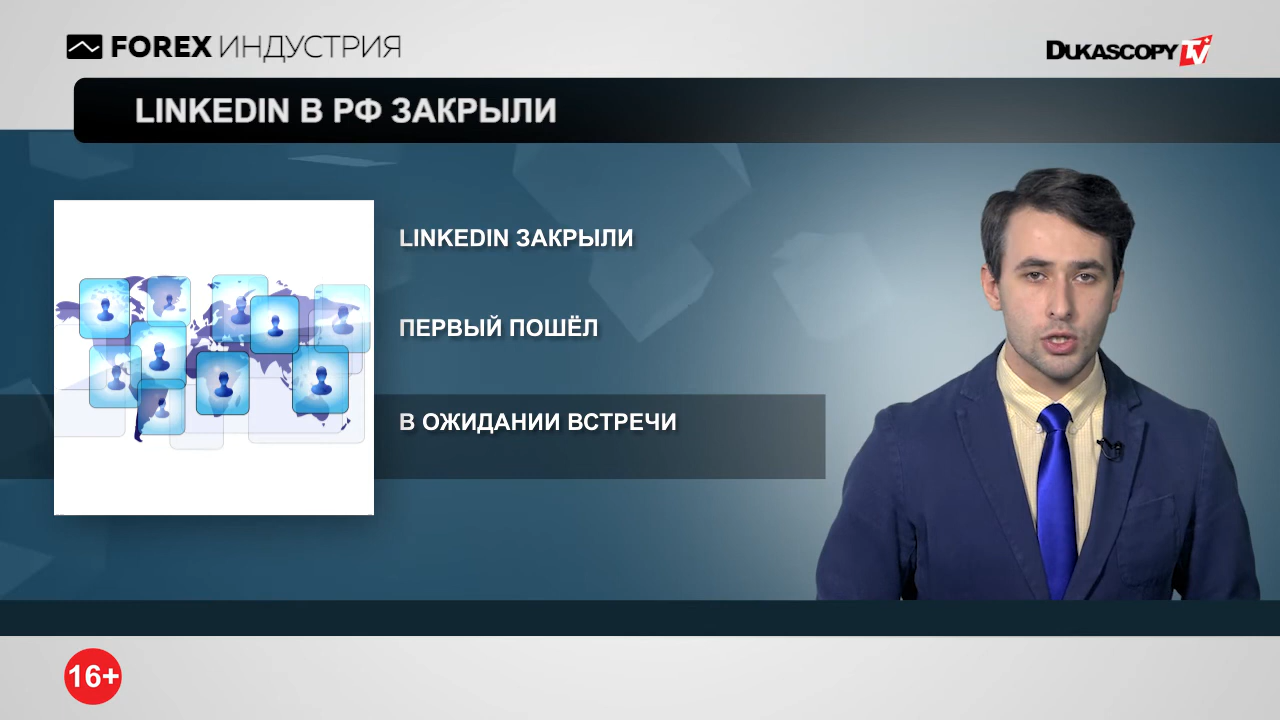 FOREX ИНДУСТРИЯ
DUKASCOPY TV
LINKEDIN В РФ ЗАКРЫЛИ
LINKEDIN ЗАКРЫЛИ
ПЕРВЫЙ ПОШЁЛ
В ОЖИДАНИИ ВСТРЕЧИ
16+